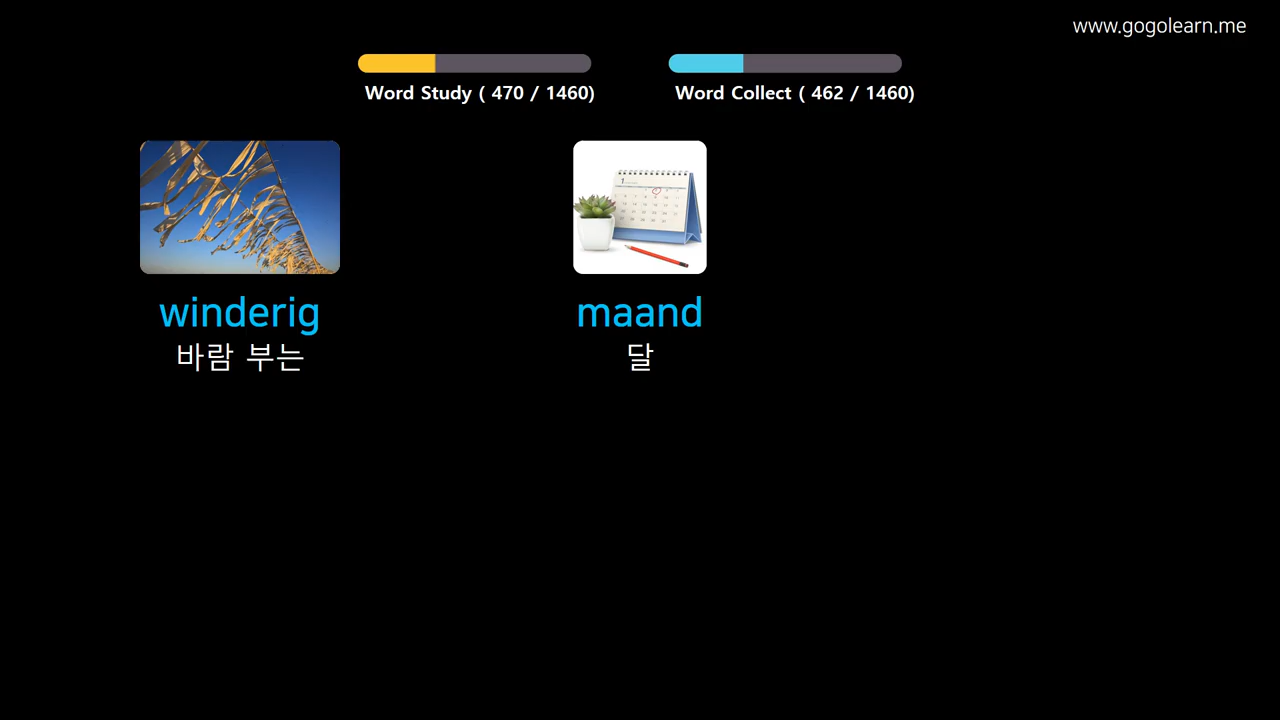 www.gogolearn.me
Word Study ( 470 / 1460)
Word Collect ( 462 / 1460)
winderig
바람 부는
maand
달